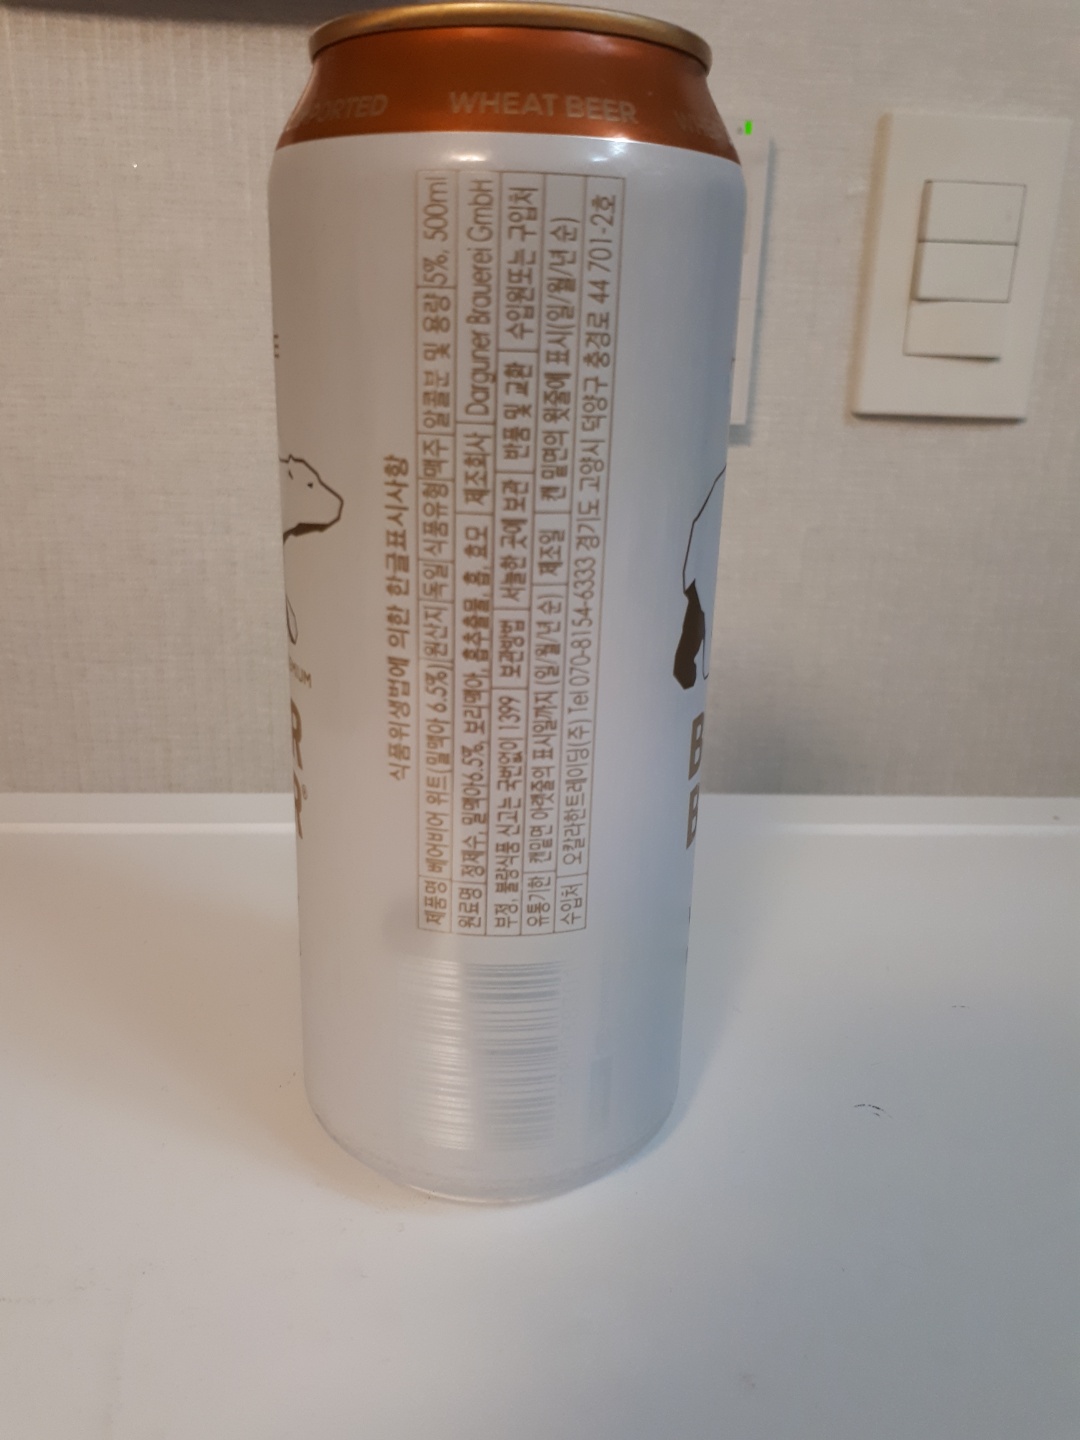 PORTED WHEAT BEER
식품위생법에 의한 한글표시사항
제품명 베어비어 위트(밀맥아 6.5%) 원산지 독일 식품유형 맥주 알콜분 및 용량 5%, 500ml
원료명 정제수, 밀맥아6.5%, 보리맥아, 홉추출물, 홉, 효모 제조회사 Darguner Brauerei GmbH
부정, 불량식품 신고는 국번없이 1399 보관방법 서늘한 곳에 보관 반품 및 교환 수입원또는 구입처
유통기한 캔밑면 아랫줄의 표시일까지 (일/월/년 순) 제조일 캔 밑면의 윗줄에 표시(일/월/년 순)
수입처 오칼라한트레이딩(주) Tel 070-8154-6333 경기도 고양시 덕양구 충경로 44 701-2호
MIUM
R
R
B
B